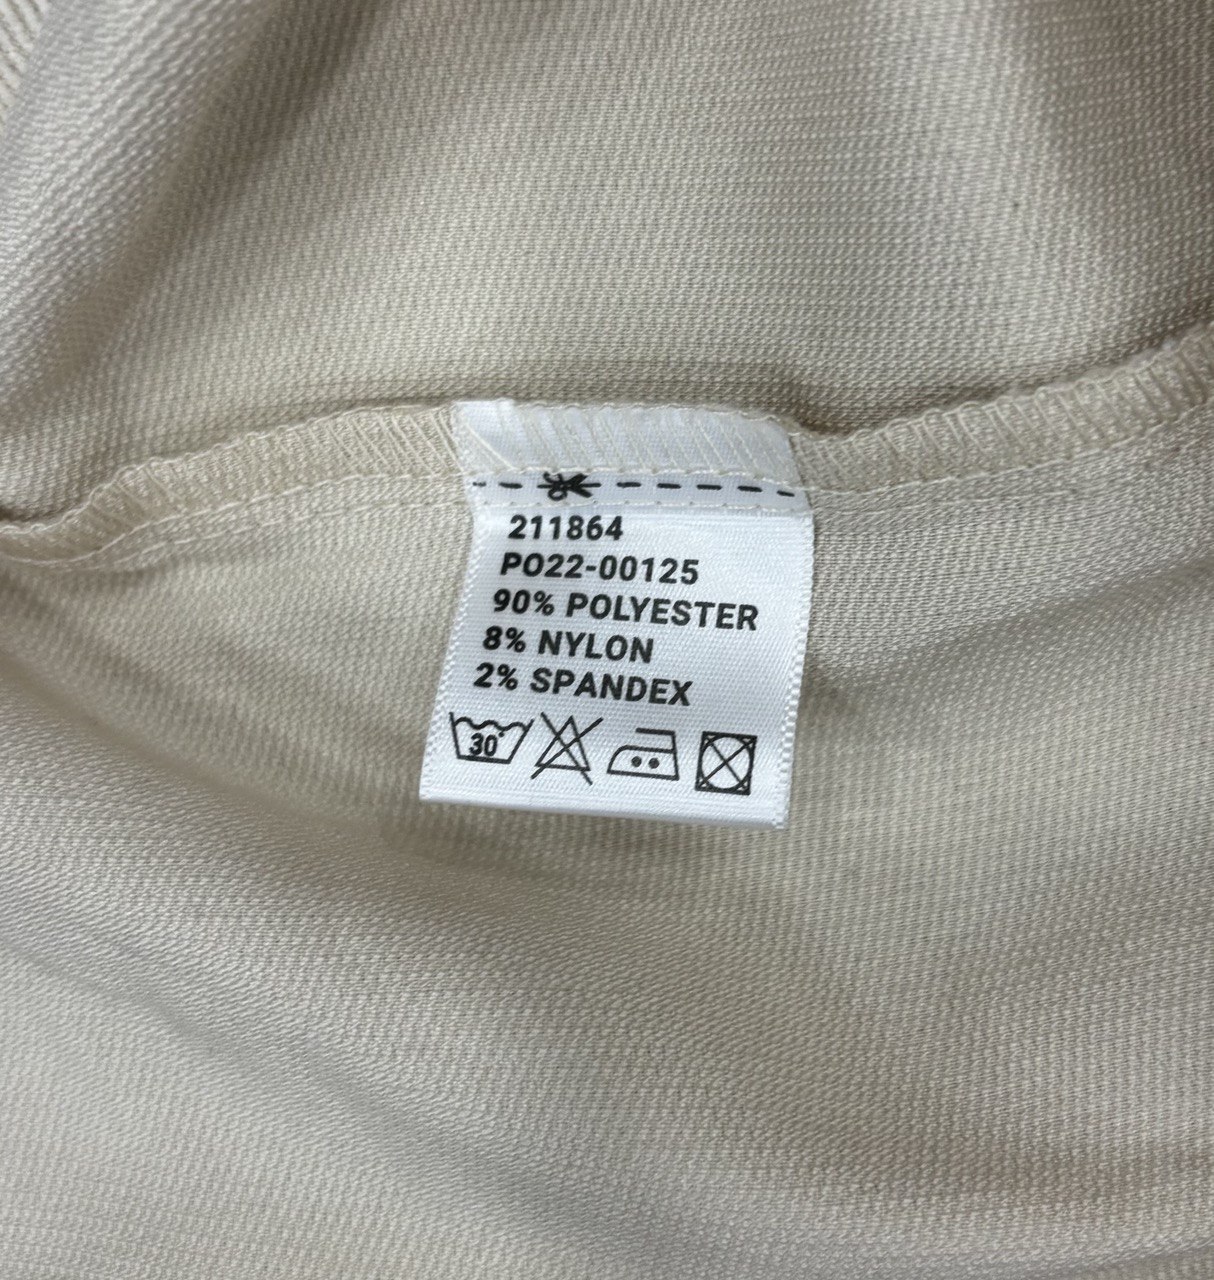 211864
PO22-00125
90% POLYESTER
8% NYLON
2% SPANDEX
30°